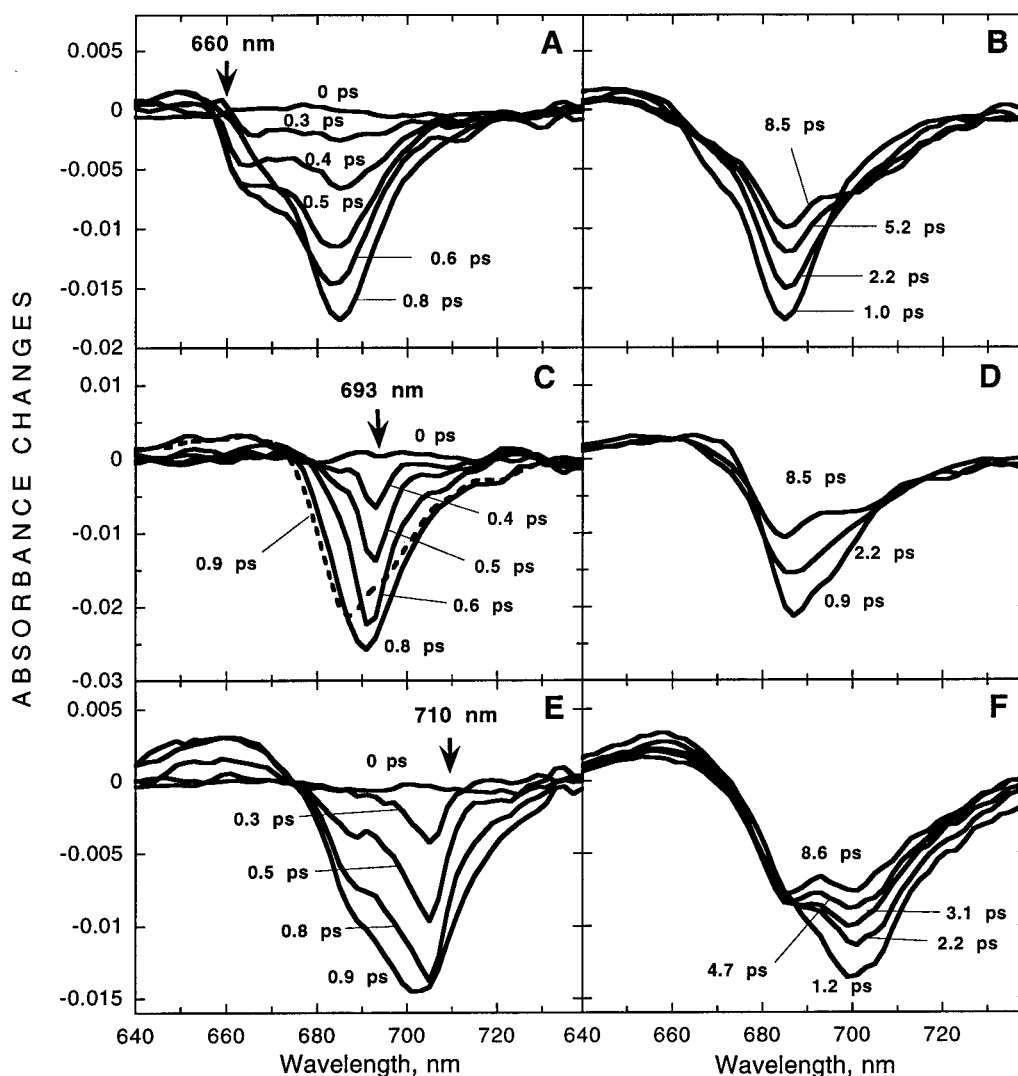 ABSORBANCE CHANGES
0.005
0
-0.005
-0.01
-0.015
-0.02
A
660 nm
0 ps
0.3 ps
0.4 ps
0.5 ps
0.6 ps
0.8 ps
B
8.5 ps
5.2 ps
2.2 ps
1.0 ps
0.01
0
-0.01
-0.02
-0.03
C
693 nm
0 ps
0.4 ps
0.5 ps
0.9 ps
0.6 ps
0.8 ps
D
8.5 ps
2.2 ps
0.9 ps
0.005
0
-0.005
-0.01
-0.015
E
710 nm
0 ps
0.3 ps
0.5 ps
0.8 ps
0.9 ps
F
8.6 ps
3.1 ps
2.2 ps
4.7 ps
1.2 ps
640 660 680 700 720 640 660 680 700 720
Wavelength, nm Wavelength, nm